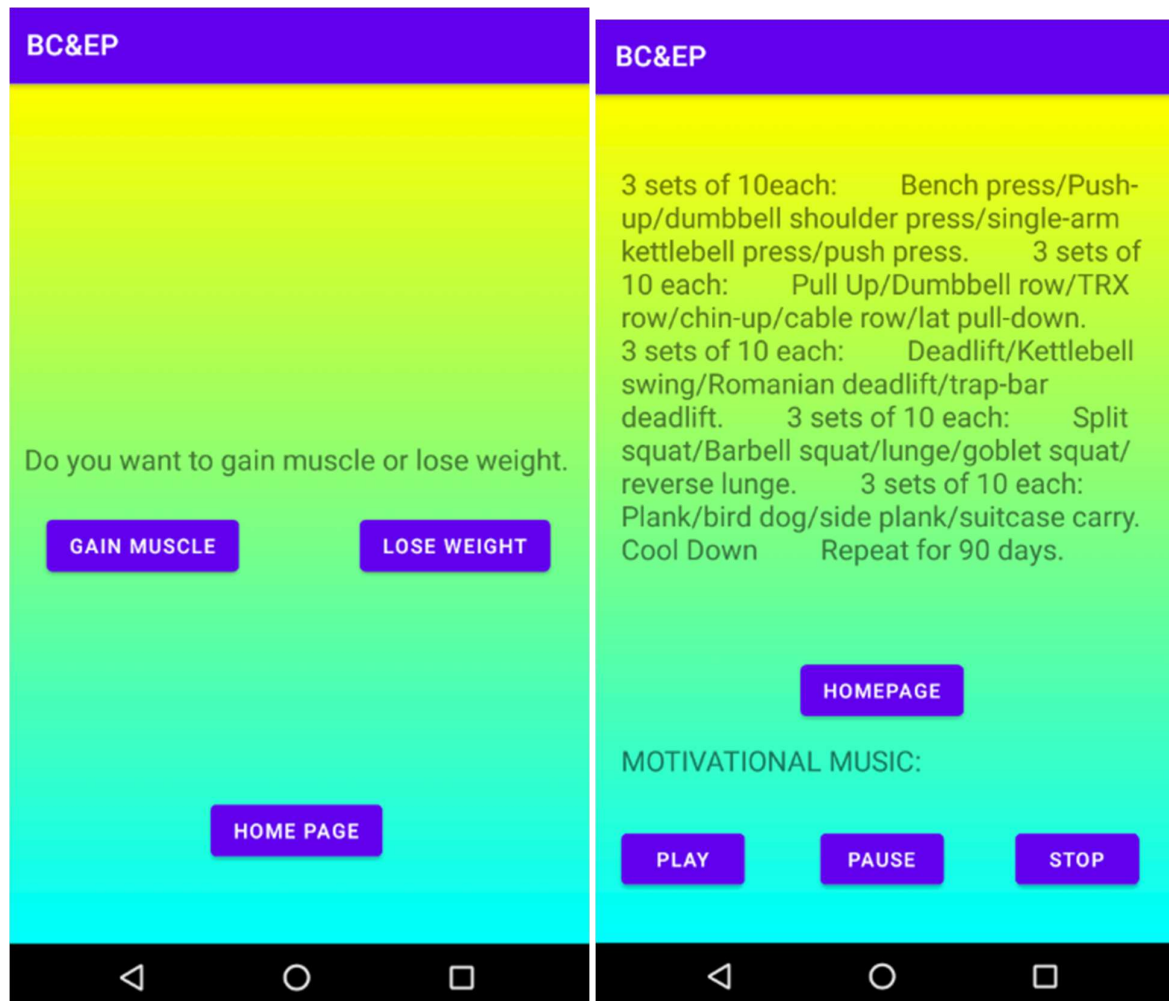 BC&EP
Do you want to gain muscle or lose weight.
GAIN MUSCLE
LOSE WEIGHT
HOME PAGE
BC&EP
3 sets of 10each: Bench press/Push-
up/dumbbell shoulder press/single-arm
kettlebell press/push press. 3 sets of
10 each: Pull Up/Dumbbell row/TRX
row/chin-up/cable row/lat pull-down.
3 sets of 10 each: Deadlift/Kettlebell
swing/Romanian deadlift/trap-bar
deadlift. 3 sets of 10 each: Split
squat/Barbell squat/lunge/goblet squat/
reverse lunge. 3 sets of 10 each:
Plank/bird dog/side plank/suitcase carry.
Cool Down Repeat for 90 days.
HOMEPAGE
MOTIVATIONAL MUSIC:
PLAY
PAUSE
STOP